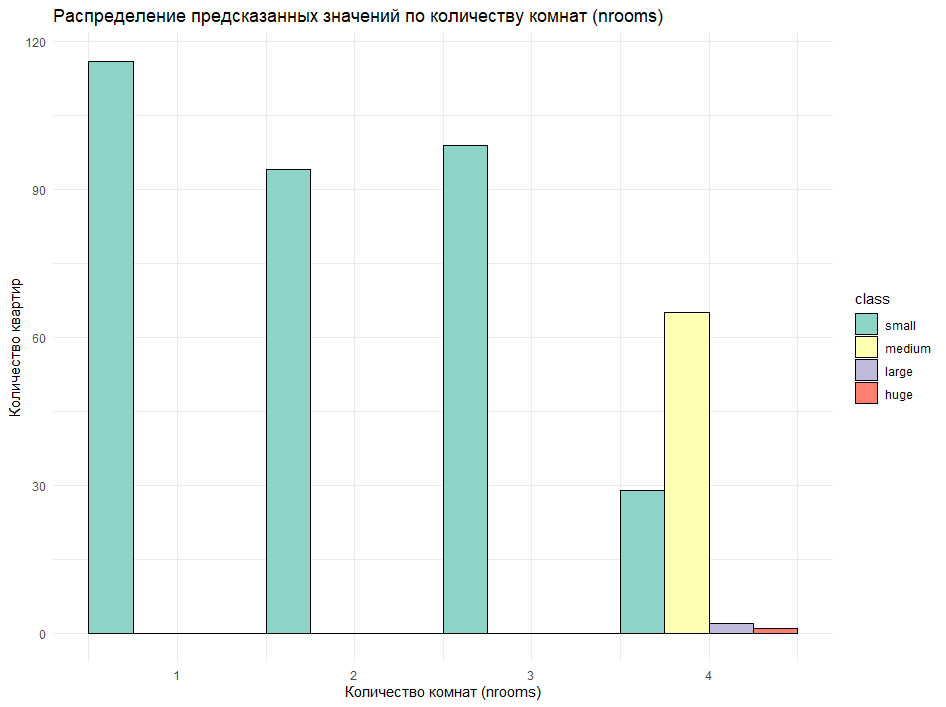 Распределение предсказанных значений по количеству комнат (nrooms)
120
90
60
30
0
Количество квартир
1 2 3 4
Количество комнат (nrooms)
class
small
medium
large
huge